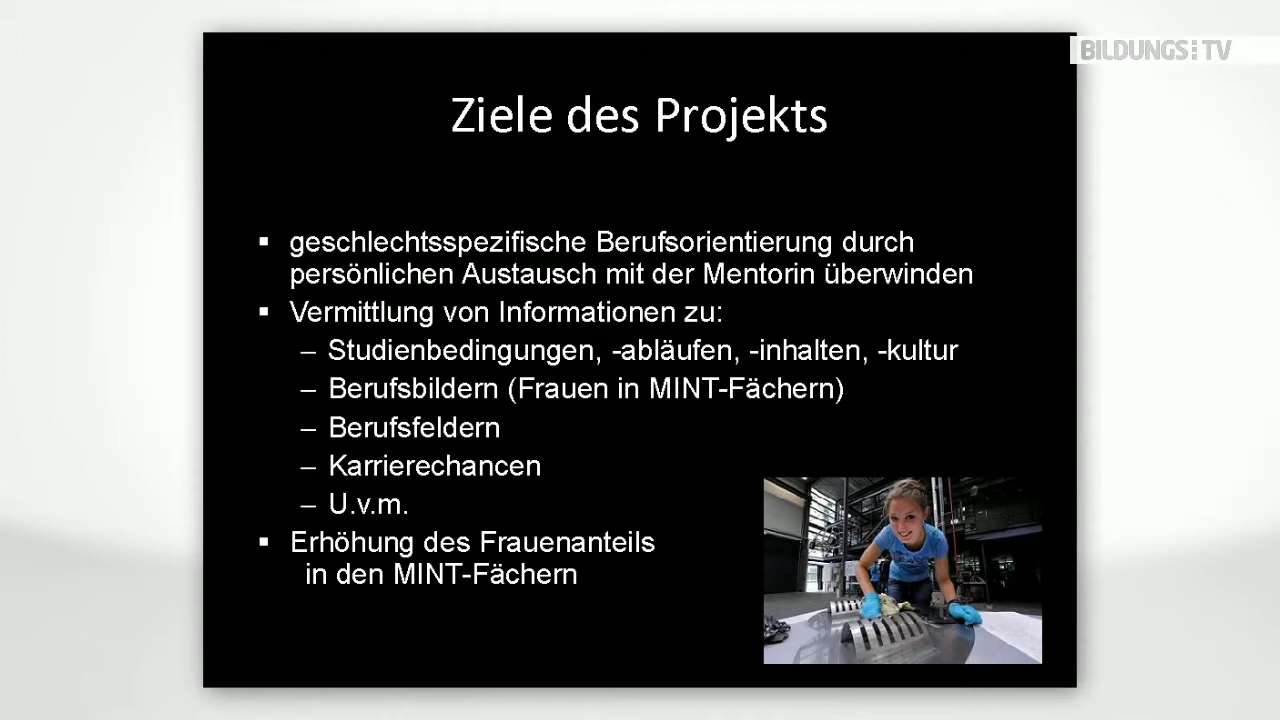 BILDUNGS:TV
Ziele des Projekts
▪ geschlechtsspezifische Berufsorientierung durch
persönlichen Austausch mit der Mentorin überwinden
▪ Vermittlung von Informationen zu:
– Studienbedingungen, -abläufen, -inhalten, -kultur
– Berufsbildern (Frauen in MINT-Fächern)
– Berufsfeldern
– Karrierechancen
– U.v.m.
▪ Erhöhung des Frauenanteils
in den MINT-Fächern